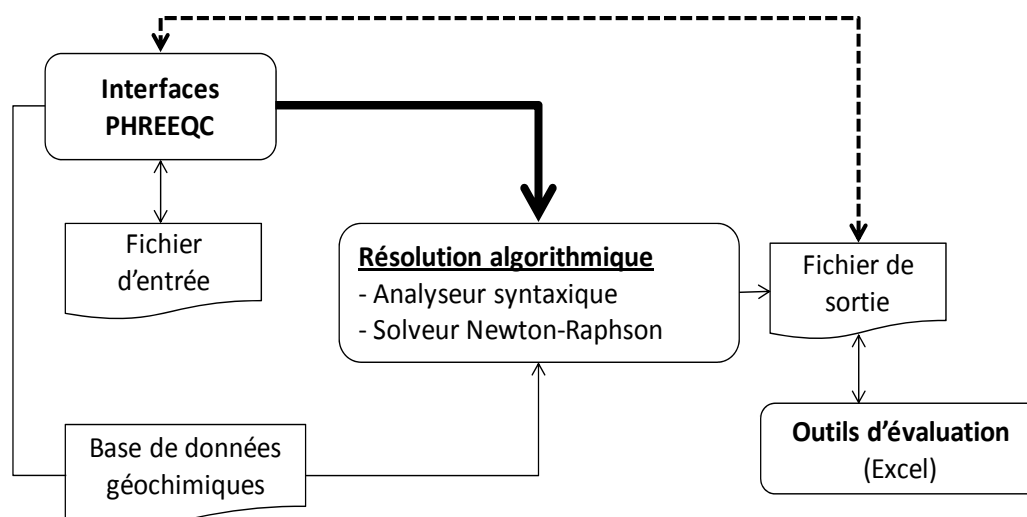 Interfaces
PHREEQC
Fichier
d'entrée
Résolution algorithmique
- Analyseur syntaxique
- Solveur Newton-Raphson
Fichier de
sortie
Base de données
géochimiques
Outils d'évaluation
(Excel)